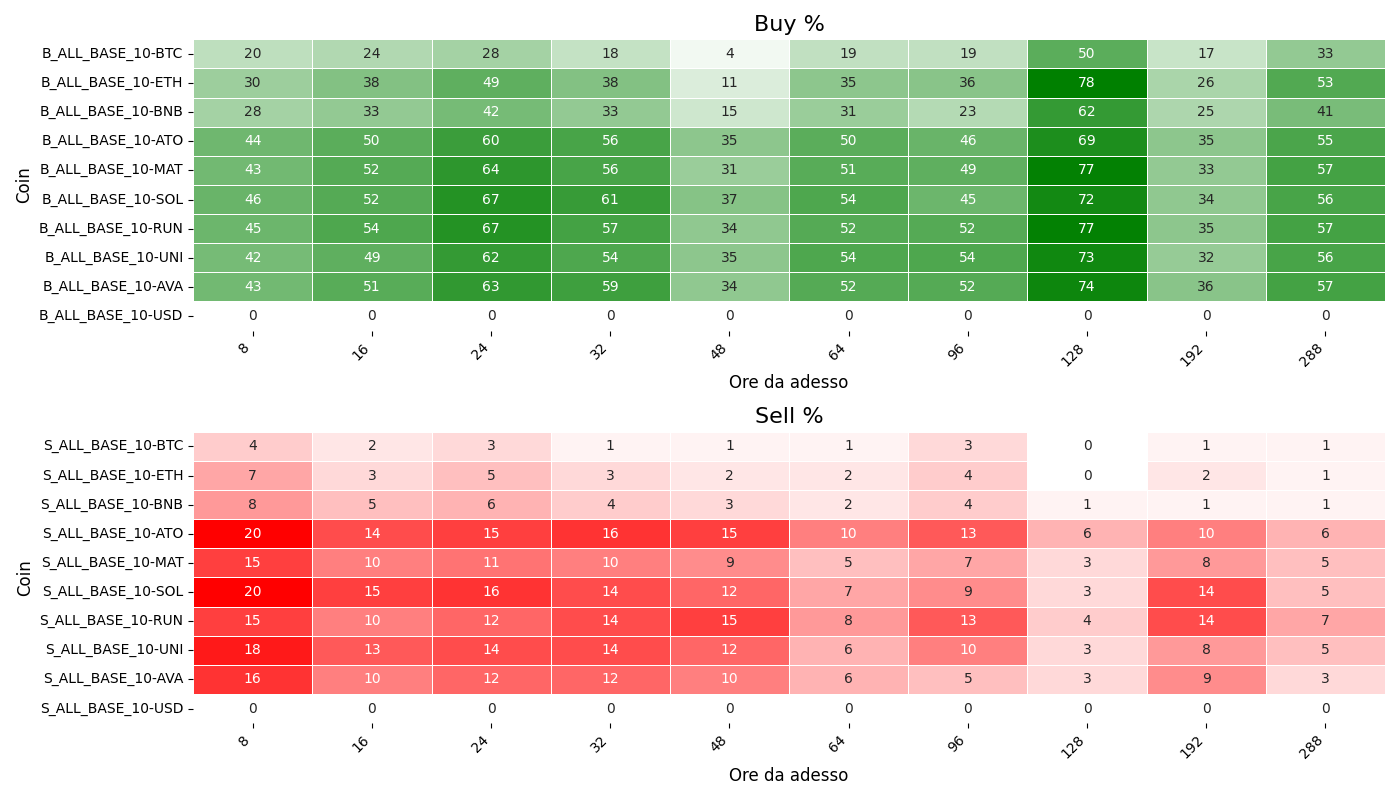 Buy %
Coin
B_ALL_BASE_10-BTC 20 24 28 18 4 19 19 50 17 33
B_ALL_BASE_10-ETH 30 38 49 38 11 35 36 78 26 53
B_ALL_BASE_10-BNB 28 33 42 33 15 31 23 62 25 41
B_ALL_BASE_10-ATO 44 50 60 56 35 50 46 69 35 55
B_ALL_BASE_10-MAT 43 52 64 56 31 51 49 77 33 57
B_ALL_BASE_10-SOL 46 52 67 61 37 54 45 72 34 56
B_ALL_BASE_10-RUN 45 54 67 57 34 52 52 77 35 57
B_ALL_BASE_10-UNI 42 49 62 54 35 54 54 73 32 56
B_ALL_BASE_10-AVA 43 51 63 59 34 52 52 74 36 57
B_ALL_BASE_10-USD 0 0 0 0 0 0 0 0 0 0
8 16 24 32 48 64 96 128 192 288
Ore da adesso
Sell %
Coin
S_ALL_BASE_10-BTC 4 2 3 1 1 1 3 0 1 1
S_ALL_BASE_10-ETH 7 3 5 3 2 2 4 0 2 1
S_ALL_BASE_10-BNB 8 5 6 4 3 2 4 1 1 1
S_ALL_BASE_10-ATO 20 14 15 16 15 10 13 6 10 6
S_ALL_BASE_10-MAT 15 10 11 10 9 5 7 3 8 5
S_ALL_BASE_10-SOL 20 15 16 14 12 7 9 3 14 5
S_ALL_BASE_10-RUN 15 10 12 14 15 8 13 4 14 7
S_ALL_BASE_10-UNI 18 13 14 14 12 6 10 3 8 5
S_ALL_BASE_10-AVA 16 10 12 12 10 6 5 3 9 3
S_ALL_BASE_10-USD 0 0 0 0 0 0 0 0 0 0
8 16 24 32 48 64 96 128 192 288
Ore da adesso